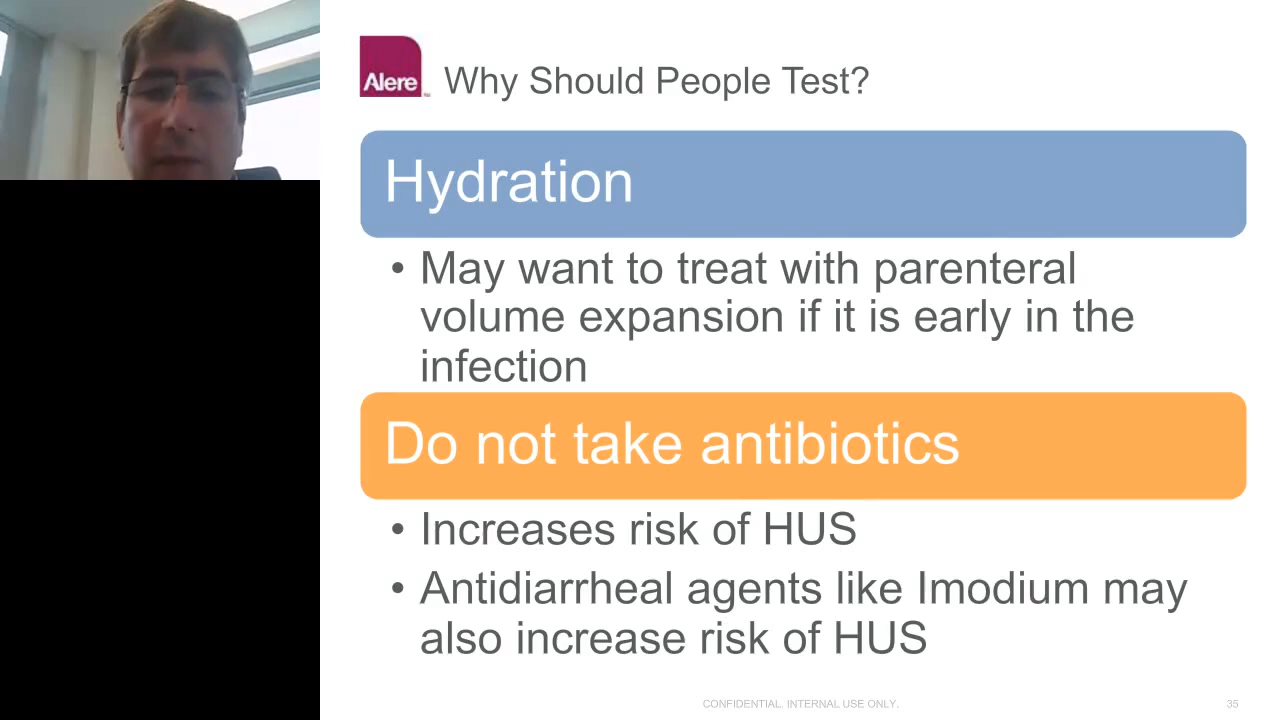 Alere
Why Should People Test?
Hydration
• May want to treat with parenteral
volume expansion if it is early in the
infection
Do not take antibiotics
• Increases risk of HUS
• Antidiarrheal agents like Imodium may
also increase risk of HUS
CONFIDENTIAL. INTERNAL USE ONLY.
35